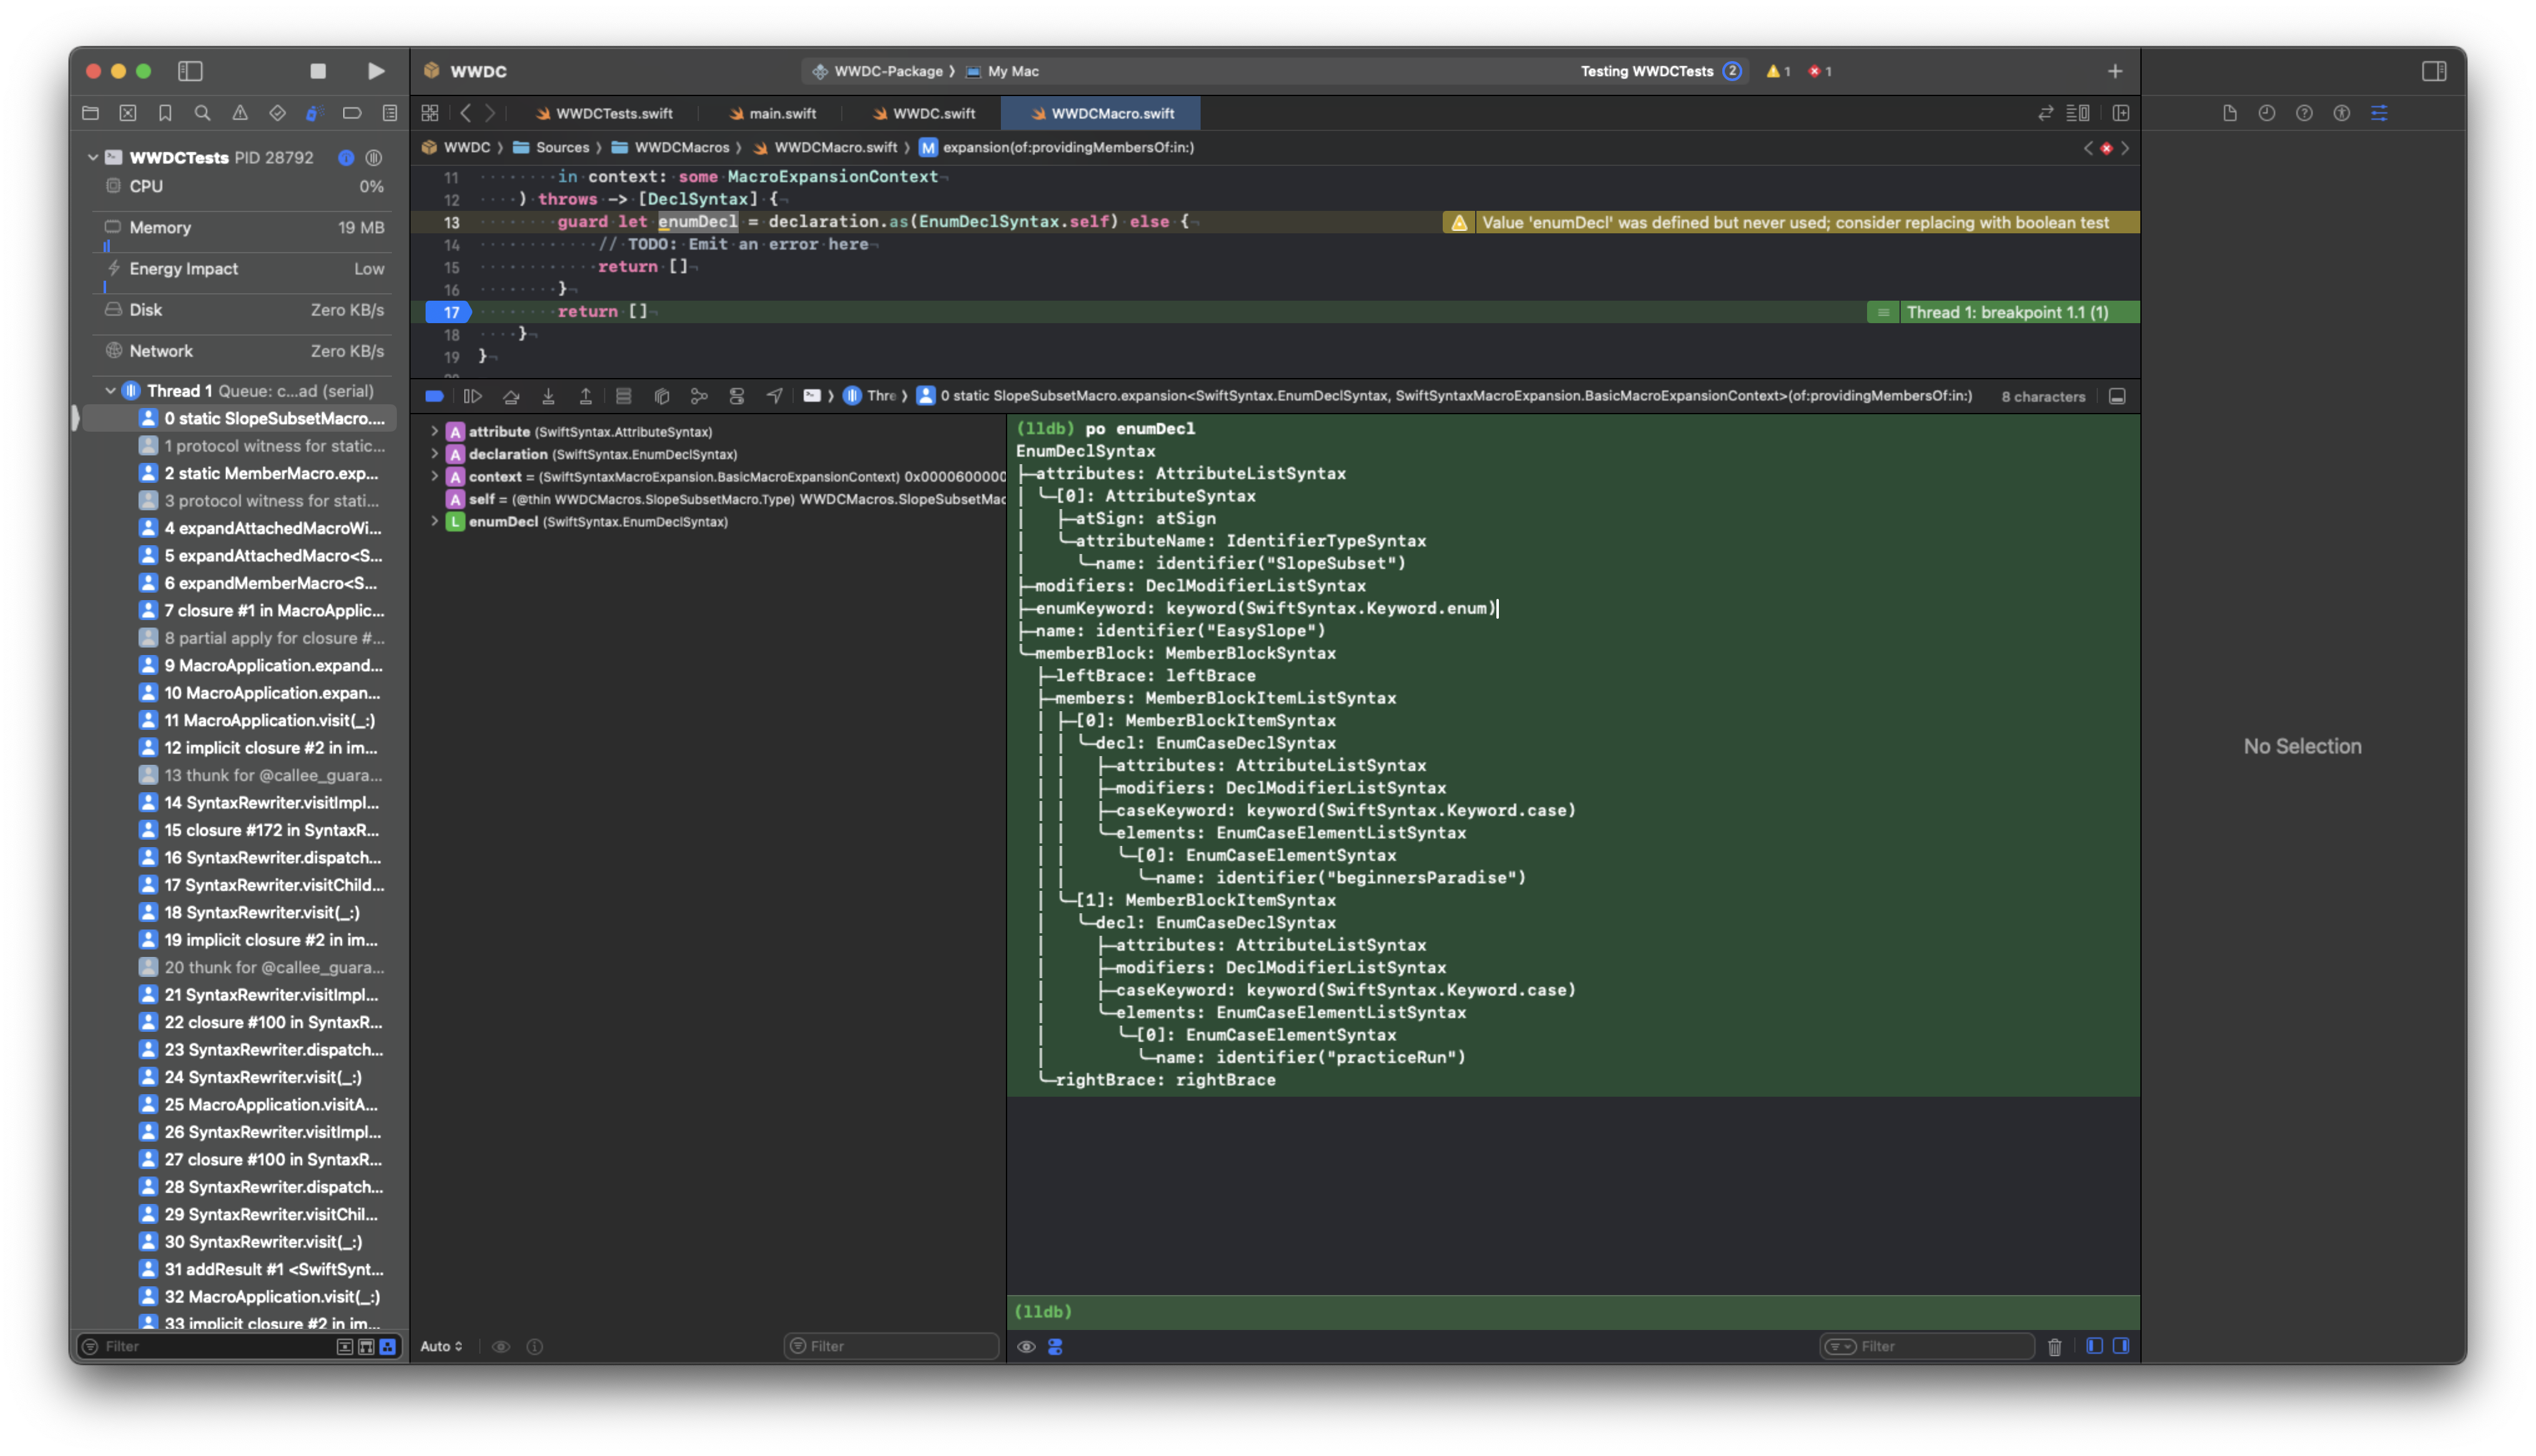 WWDC
WWDC-Package 〉 My Mac
Testing WWDCTests 2
1
1
WWDCTests.swift
main.swift
WWDC.swift
WWDCMacro.swift
WWDC 〉 Sources 〉 WWDCMacros 〉 WWDCMacro.swift 〉 M expansion(of:providingMembersOf:in:)
WWDCTests PID 28792
CPU 0%
Memory 19 MB
Energy Impact Low
Disk Zero KB/s
Network Zero KB/s
Thread 1 Queue: c...ad (serial)
0 static SlopeSubsetMacro....
1 protocol witness for static...
2 static MemberMacro.exp...
3 protocol witness for stati...
4 expandAttachedMacroWi...
5 expandAttachedMacro<S...
6 expandMemberMacro<S...
7 closure #1 in MacroApplic...
8 partial apply for closure #...
9 MacroApplication.expand...
10 MacroApplication.expan...
11 MacroApplication.visit(_:)
12 implicit closure #2 in im...
13 thunk for @callee_guara...
14 SyntaxRewriter.visitImpl...
15 closure #172 in SyntaxR...
16 SyntaxRewriter.dispatch...
17 SyntaxRewriter.visitChild...
18 SyntaxRewriter.visit(_:)
19 implicit closure #2 in im...
20 thunk for @callee_guara...
21 SyntaxRewriter.visitImpl...
22 closure #100 in SyntaxR...
23 SyntaxRewriter.dispatch...
24 SyntaxRewriter.visit(_:)
25 MacroApplication.visitA...
26 SyntaxRewriter.visitImpl...
27 closure #100 in SyntaxR...
28 SyntaxRewriter.dispatch...
29 SyntaxRewriter.visitChil...
30 SyntaxRewriter.visit(_:)
31 addResult #1 <SwiftSynt...
32 MacroApplication.visit(_:)
33 implicit closure #2 in im...
Filter
11 in context: some MacroExpansionContext
12 ) throws -> [DeclSyntax] {
13 guard let enumDecl = declaration.as(EnumDeclSyntax.self) else {
Value 'enumDecl' was defined but never used; consider replacing with boolean test
14 // TODO: Emit an error here
15 return []
16 }
17 return []
Thread 1: breakpoint 1.1 (1)
18 }
19 }
Thre 〉 0 static SlopeSubsetMacro.expansion<SwiftSyntax.EnumDeclSyntax, SwiftSyntaxMacroExpansion.BasicMacroExpansionContext>(of:providingMembersOf:in:)
8 characters
A attribute (SwiftSyntax.AttributeSyntax)
A declaration (SwiftSyntax.EnumDeclSyntax)
A context = (SwiftSyntaxMacroExpansion.BasicMacroExpansionContext) 0x0000600000
A self = (@thin WWDCMacros.SlopeSubsetMacro.Type) WWDCMacros.SlopeSubsetMac
L enumDecl (SwiftSyntax.EnumDeclSyntax)
Auto
Filter
(lldb) po enumDecl
EnumDeclSyntax
├─attributes: AttributeListSyntax
│ ╰─[0]: AttributeSyntax
│   ├─atSign: atSign
│   ╰─attributeName: IdentifierTypeSyntax
│     ╰─name: identifier("SlopeSubset")
├─modifiers: DeclModifierListSyntax
├─enumKeyword: keyword(SwiftSyntax.Keyword.enum)
├─name: identifier("EasySlope")
╰─memberBlock: MemberBlockSyntax
  ├─leftBrace: leftBrace
  ├─members: MemberBlockItemListSyntax
  │ ├─[0]: MemberBlockItemSyntax
  │ │ ╰─decl: EnumCaseDeclSyntax
  │ │   ├─attributes: AttributeListSyntax
  │ │   ├─modifiers: DeclModifierListSyntax
  │ │   ├─caseKeyword: keyword(SwiftSyntax.Keyword.case)
  │ │   ╰─elements: EnumCaseElementListSyntax
  │ │     ╰─[0]: EnumCaseElementSyntax
  │ │       ╰─name: identifier("beginnersParadise")
  │ ╰─[1]: MemberBlockItemSyntax
  │   ╰─decl: EnumCaseDeclSyntax
  │     ├─attributes: AttributeListSyntax
  │     ├─modifiers: DeclModifierListSyntax
  │     ├─caseKeyword: keyword(SwiftSyntax.Keyword.case)
  │     ╰─elements: EnumCaseElementListSyntax
  │       ╰─[0]: EnumCaseElementSyntax
  │         ╰─name: identifier("practiceRun")
  ╰─rightBrace: rightBrace
(lldb)
Filter
No Selection